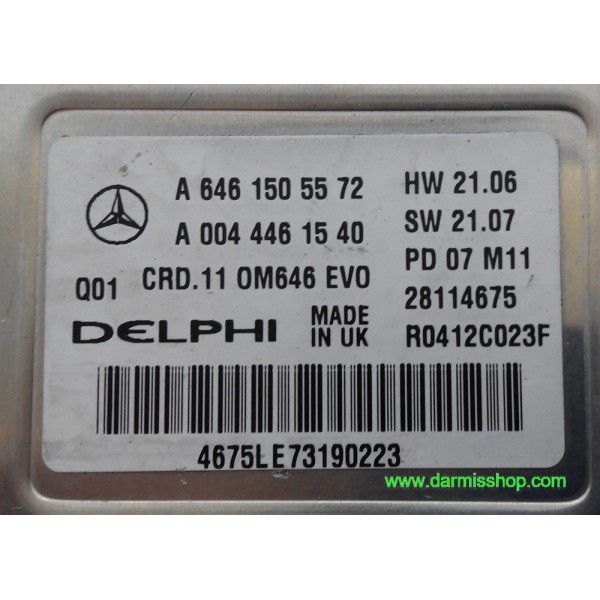 A 646 150 55 72
HW 21.06
A 004 446 15 40
SW 21.07
Q01 CRD.11 OM646 EVO
PD 07 M11
28114675
DELPHI
MADE
IN UK
R0412C023F
4675LE73190223
www.darmisshop.com